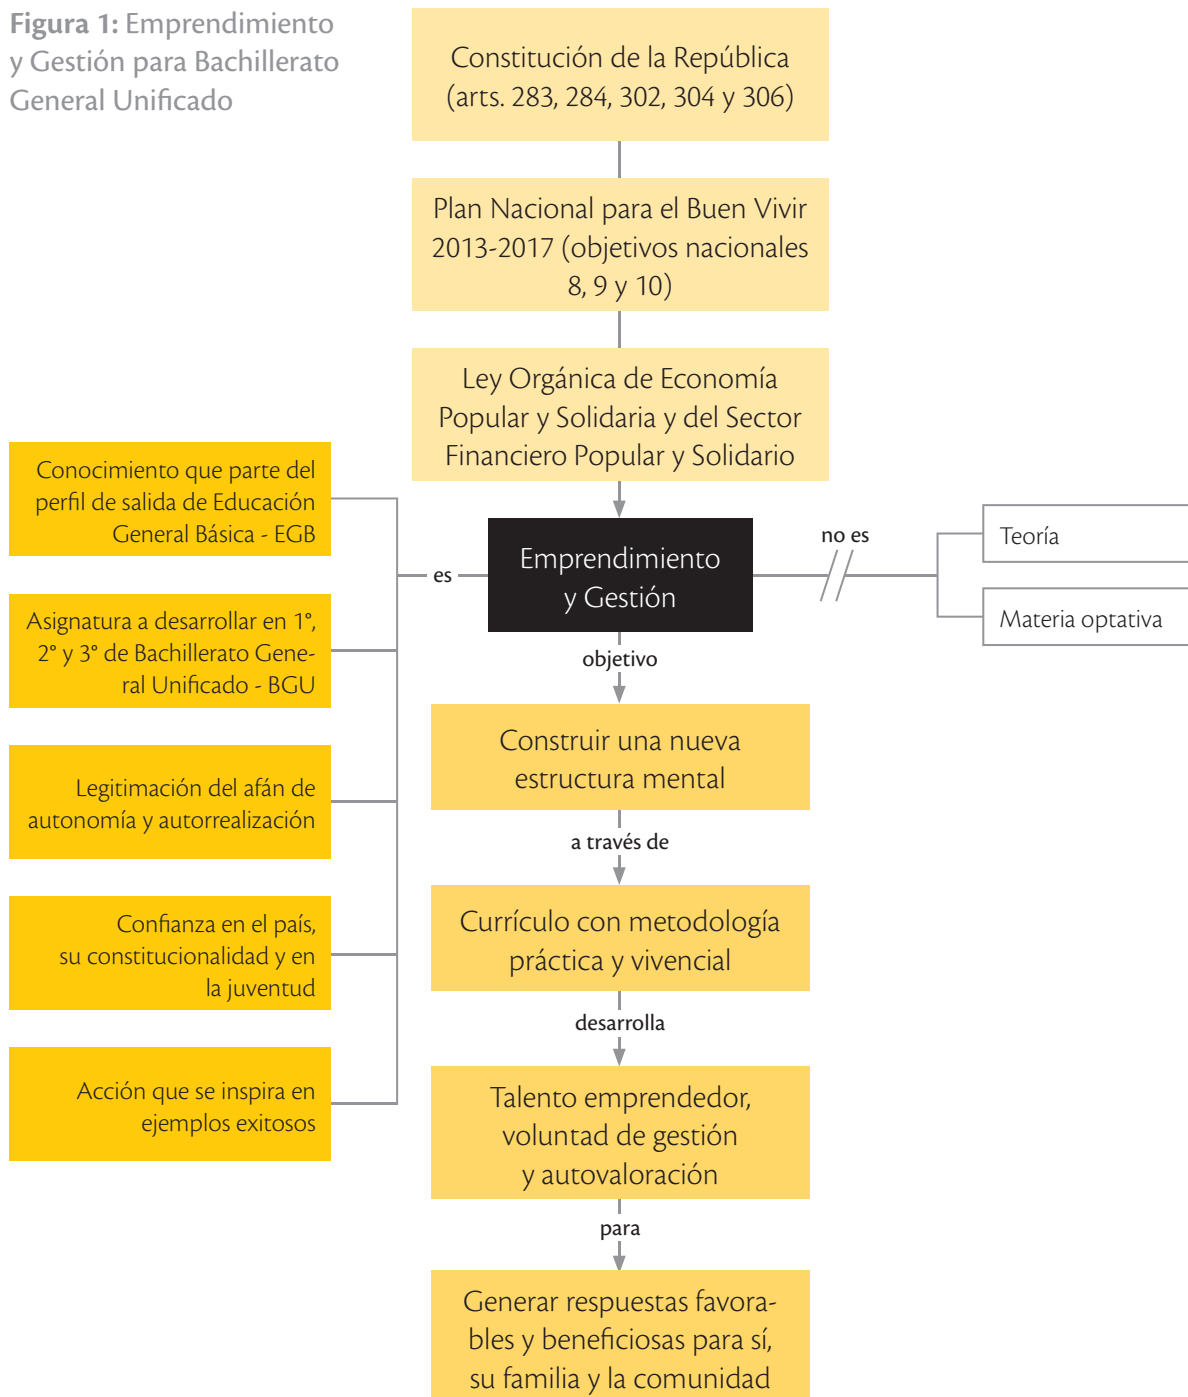 Figura 1: Emprendimiento
y Gestión para Bachillerato
General Unificado
Constitución de la República
(arts. 283, 284, 302, 304 y 306)
Plan Nacional para el Buen Vivir
2013-2017 (objetivos nacionales
8, 9 y 10)
Ley Orgánica de Economía
Popular y Solidaria y del Sector
Financiero Popular y Solidario
Conocimiento que parte del
perfil de salida de Educación
General Básica - EGB
Asignatura a desarrollar en 1°,
2° y 3° de Bachillerato Gene-
ral Unificado - BGU
Legitimación del afán de
autonomía y autorrealización
Confianza en el país,
su constitucionalidad y en
la juventud
Acción que se inspira en
ejemplos exitosos
es
Emprendimiento
y Gestión
no es
Teoría
Materia optativa
objetivo
Construir una nueva
estructura mental
a través de
Currículo con metodología
práctica y vivencial
desarrolla
Talento emprendedor,
voluntad de gestión
y autovaloración
para
Generar respuestas favora-
bles y beneficiosas para sí,
su familia y la comunidad